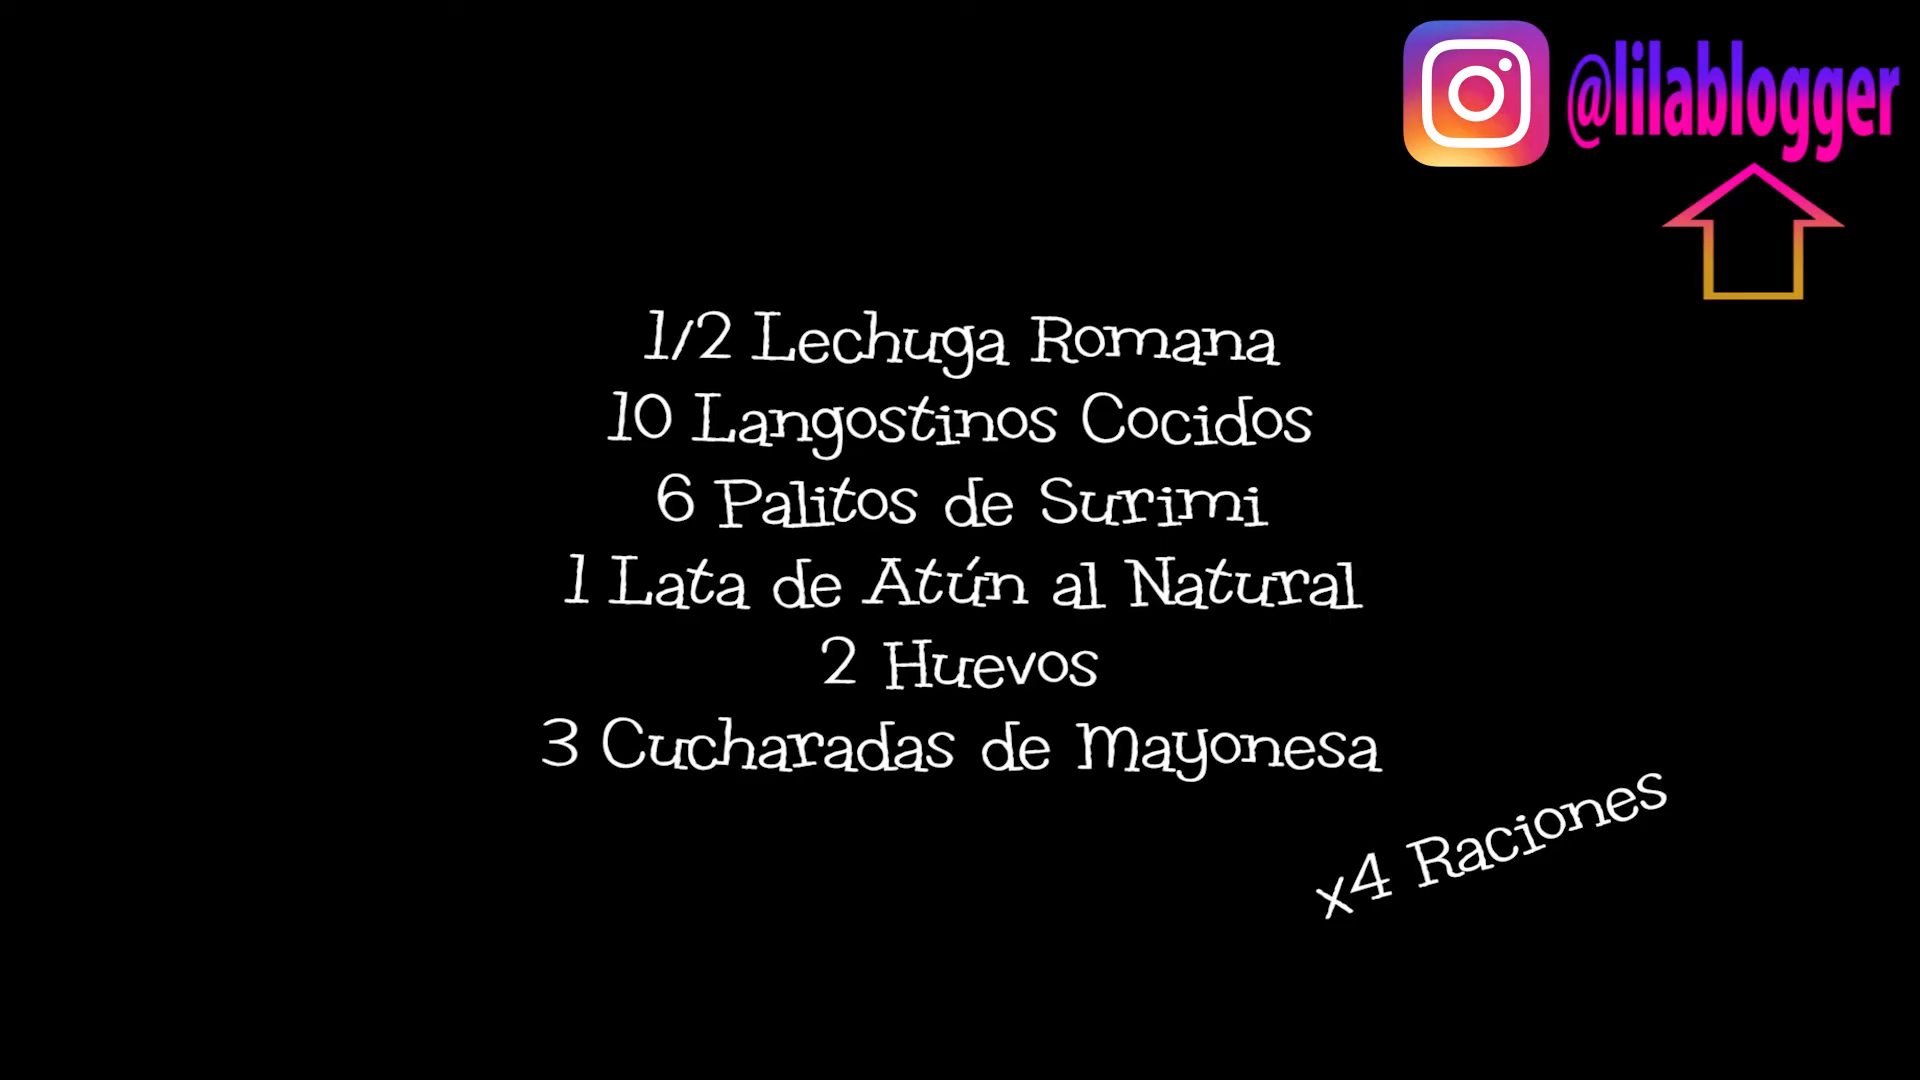 @lilablogger
1/2 Lechuga Romana
10 Langostinos Cocidos
6 Palitos de Surimi
1 Lata de Atún al Natural
2 Huevos
3 Cucharadas de Mayonesa
x4 Raciones